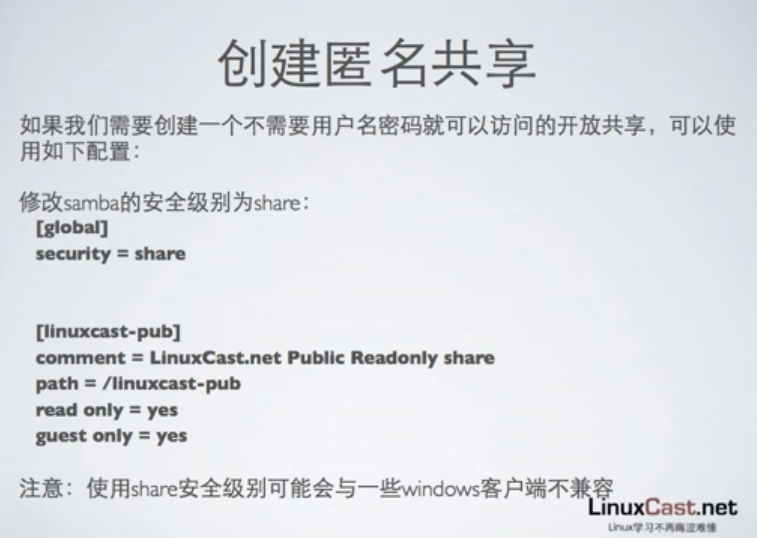 创建匿名共享
如果我们需要创建一个不需要用户名密码就可以访问的开放共享，可以使
用如下配置：
修改samba的安全级别为share：
[global]
security = share
[linuxcast-pub]
comment = LinuxCast.net Public Readonly share
path = /linuxcast-pub
read only = yes
guest only = yes
注意：使用share安全级别可能会与一些windows客户端不兼容
LinuxCast.net
Linux学习不再晦涩难懂